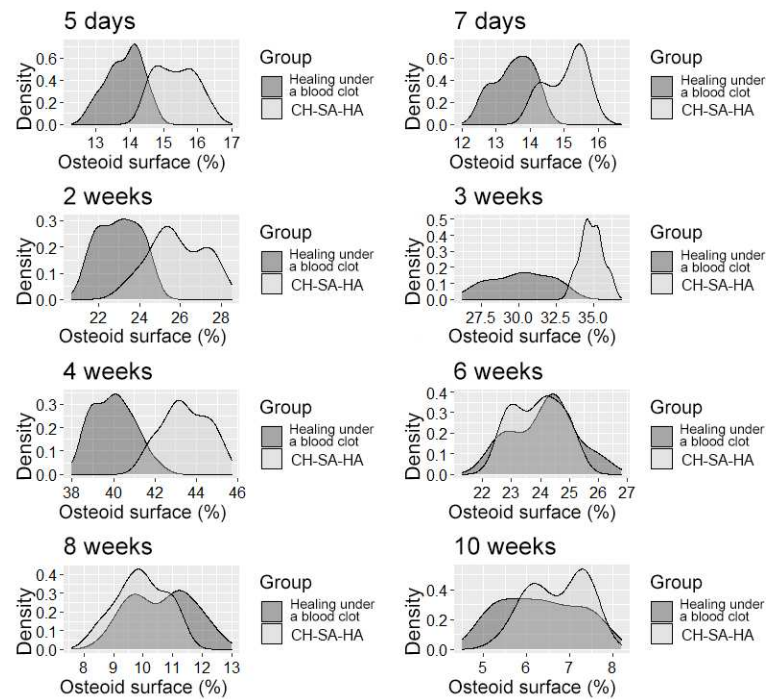 5 days
Density
0.6
0.4
0.2
0.0
13 14 15 16 17
Osteoid surface (%)
Group
Healing under
a blood clot
CH-SA-HA
7 days
Density
0.6
0.4
0.2
0.0
12 13 14 15 16
Osteoid surface (%)
Group
Healing under
a blood clot
CH-SA-HA
2 weeks
Density
0.3
0.2
0.1
0.0
22 24 26 28
Osteoid surface (%)
Group
Healing under
a blood clot
CH-SA-HA
3 weeks
Density
0.5
0.4
0.3
0.2
0.1
0.0
27.5 30.0 32.5 35.0
Osteoid surface (%)
Group
Healing under
a blood clot
CH-SA-HA
4 weeks
Density
0.3
0.2
0.1
0.0
38 40 42 44 46
Osteoid surface (%)
Group
Healing under
a blood clot
CH-SA-HA
6 weeks
Density
0.4
0.3
0.2
0.1
0.0
22 23 24 25 26 27
Osteoid surface (%)
Group
Healing under
a blood clot
CH-SA-HA
8 weeks
Density
0.4
0.3
0.2
0.1
0.0
8 9 10 11 12 13
Osteoid surface (%)
Group
Healing under
a blood clot
CH-SA-HA
10 weeks
Density
0.4
0.2
0.0
5 6 7 8
Osteoid surface (%)
Group
Healing under
a blood clot
CH-SA-HA